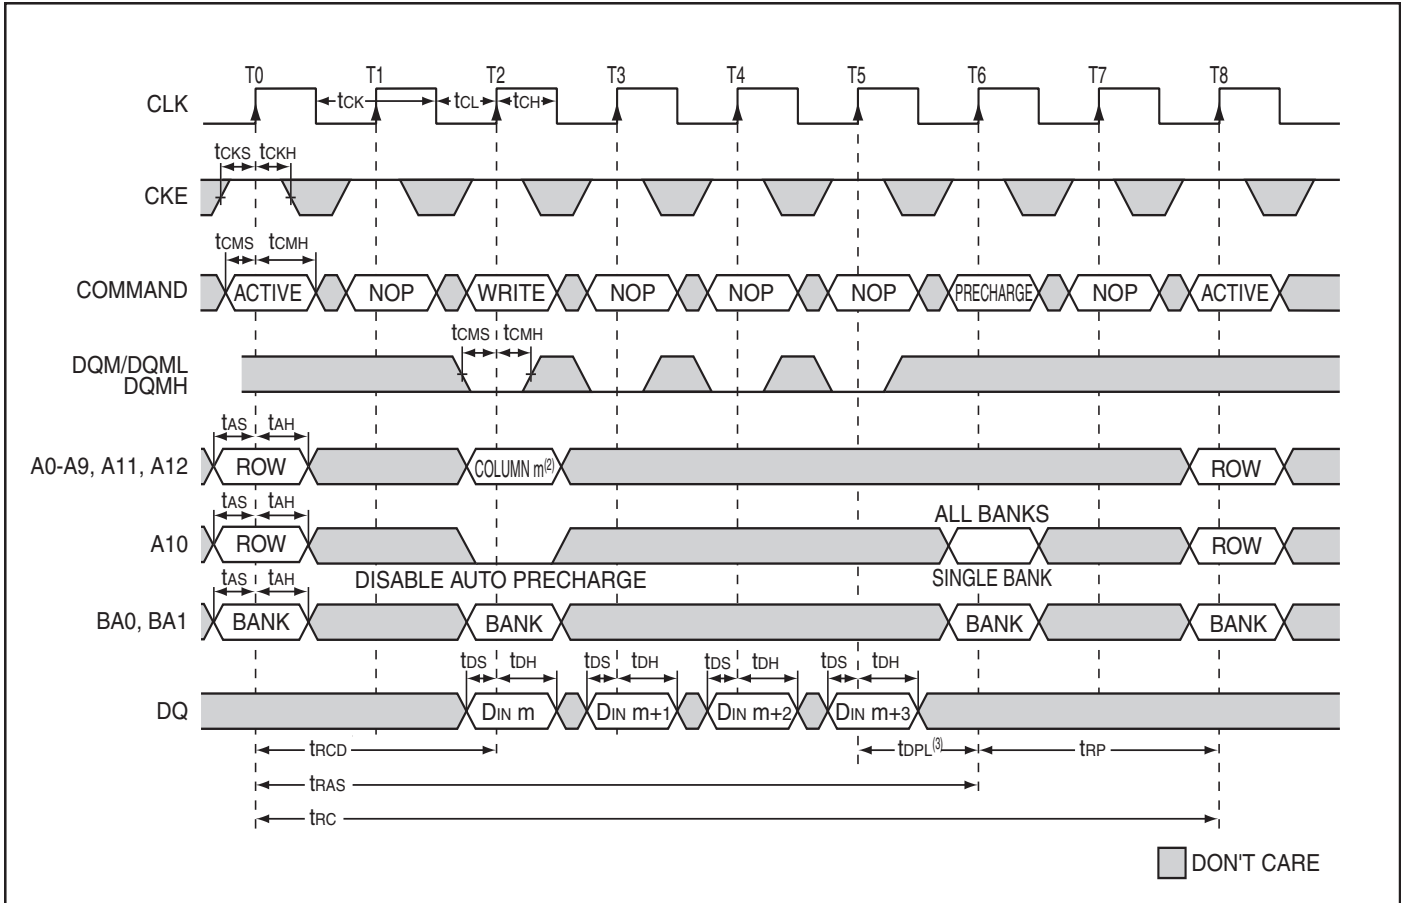 T0 T1 T2 T3 T4 T5 T6 T7 T8
CLK tCK tCL tCH
tCKS tCKH
CKE
tCMS tCMH
COMMAND ACTIVE NOP WRITE NOP NOP NOP PRECHARGE NOP ACTIVE
tCMS tCMH
DQM/DQML
DQMH
tAS tAH
A0-A9, A11, A12 ROW COLUMN m(2) ROW
tAS tAH ALL BANKS
A10 ROW ROW
DISABLE AUTO PRECHARGE SINGLE BANK
tAS tAH
BA0, BA1 BANK BANK BANK BANK
tDS tDH tDS tDH tDS tDH tDS tDH
DQ DIN m DIN m+1 DIN m+2 DIN m+3
tRCD tDPL(3) tRP
tRAS
tRC
DON'T CARE